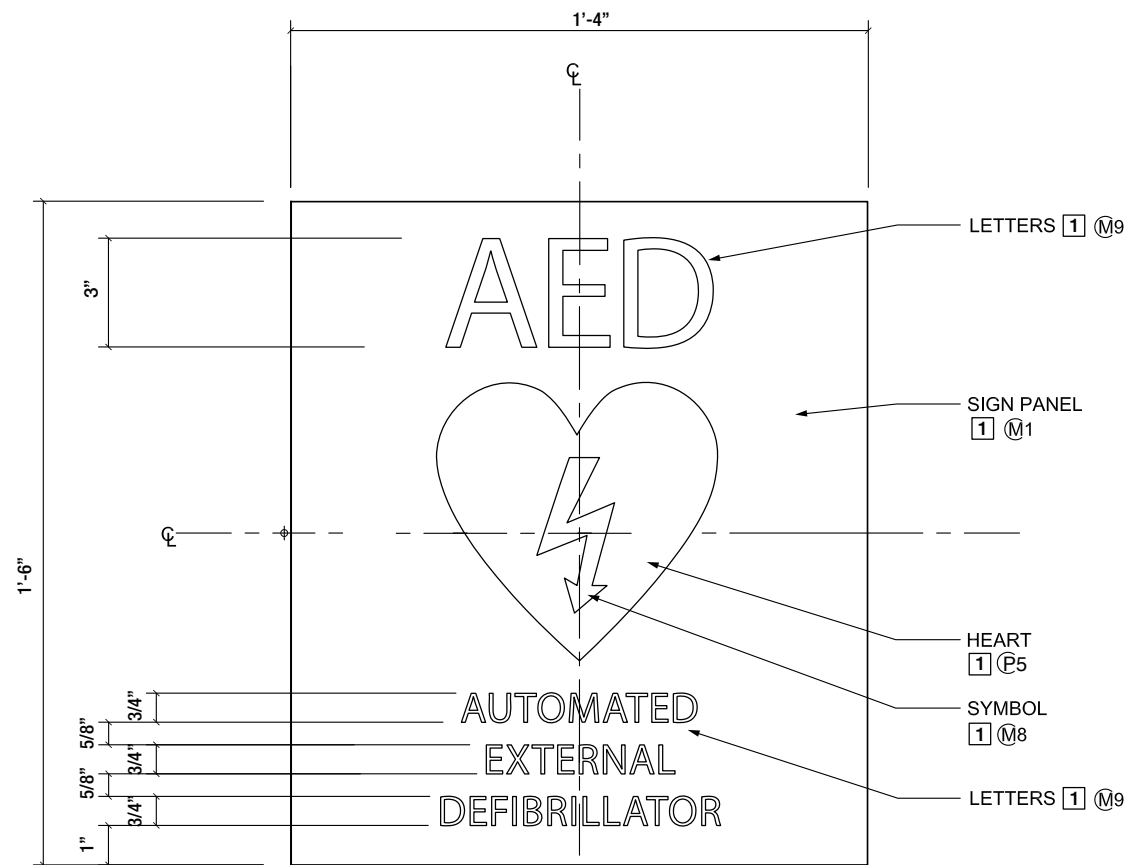 1'-4"
℄
LETTERS 1 M9
AED
3"
SIGN PANEL
1 M1
℄
1'-6"
HEART
1 P5
SYMBOL
1 M8
3/4"
AUTOMATED
5/8"
3/4"
EXTERNAL
5/8"
3/4"
DEFIBRILLATOR
LETTERS 1 M9
1"